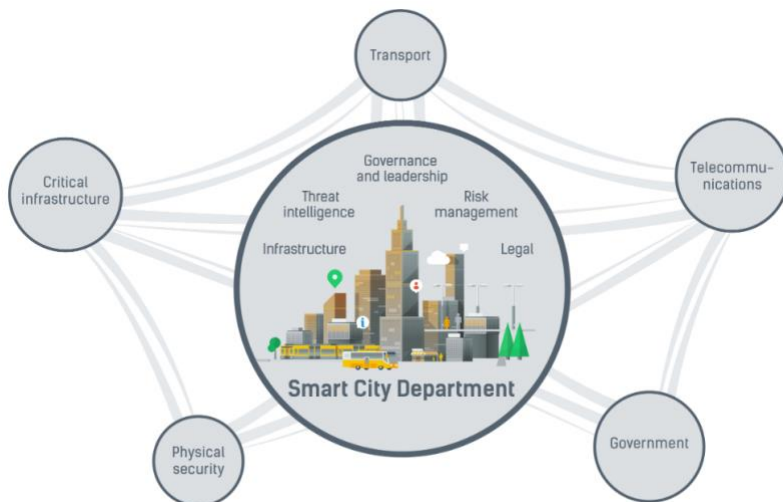 Transport
Critical
infrastructure
Telecommu-
nications
Governance
and leadership
Threat
intelligence
Risk
management
Infrastructure
Legal
Smart City Department
Physical
security
Government